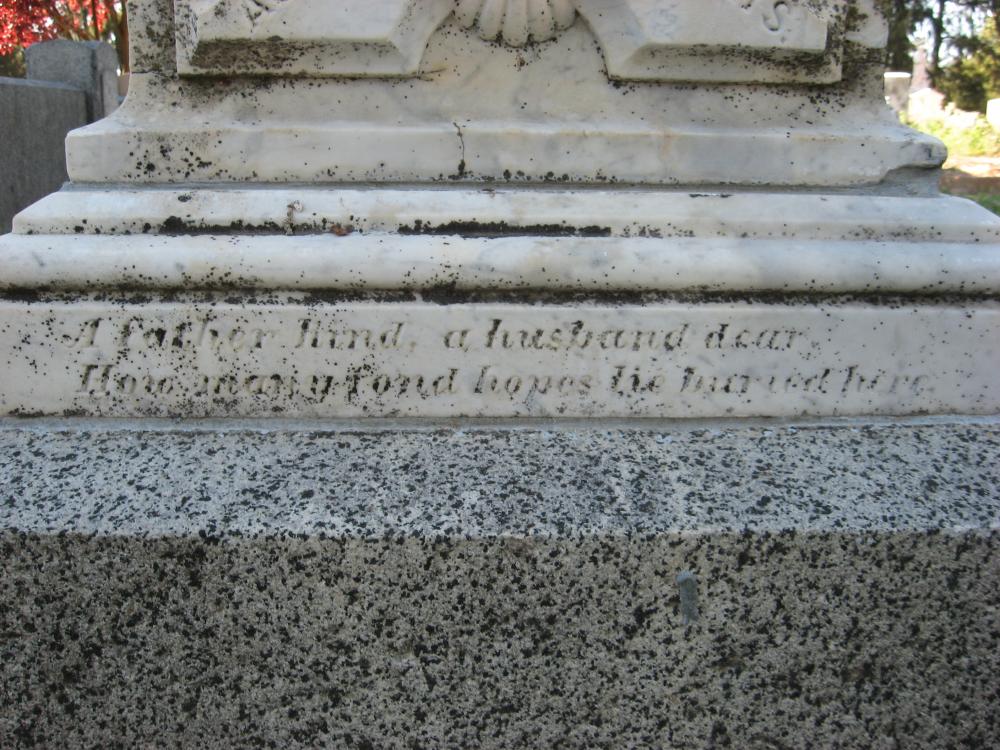 A father kind, a husband dear.
How many fond hopes lie buried here.